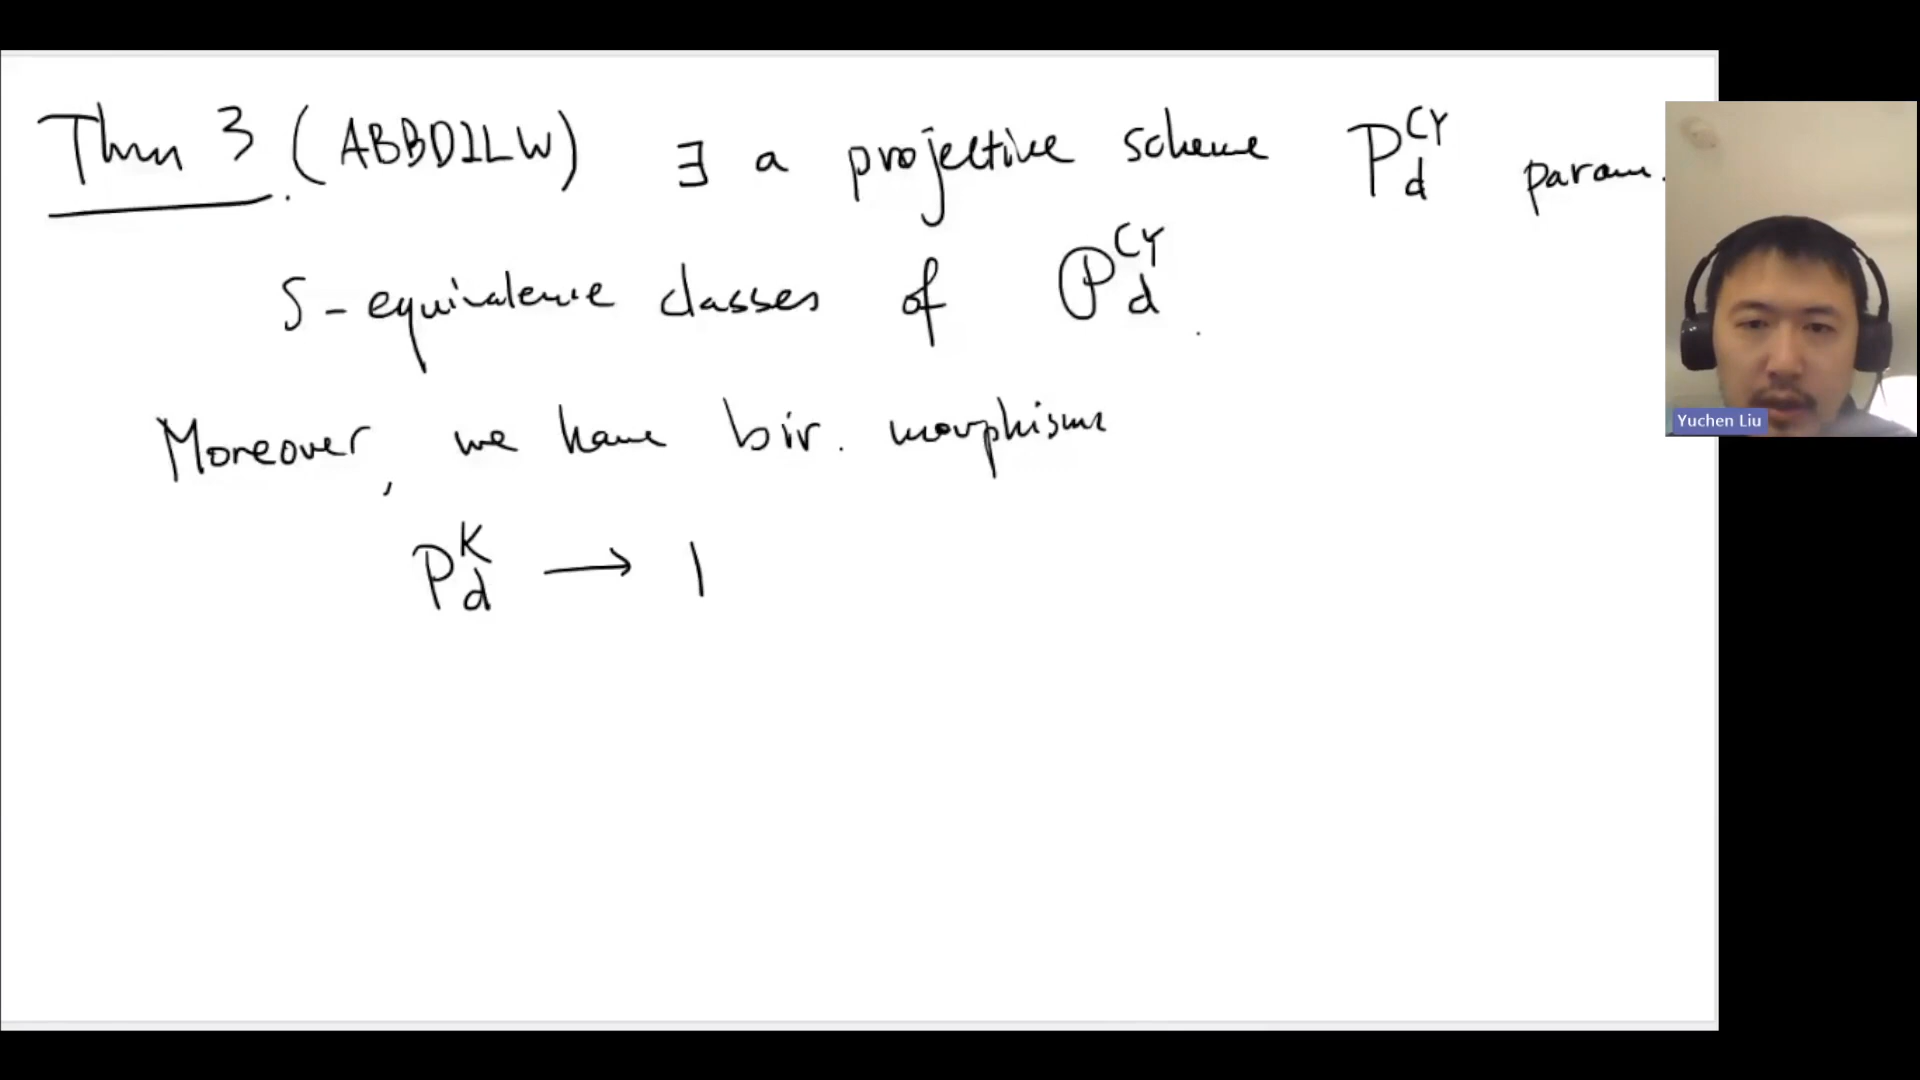 Thm 3. (ABBDILW) ∃ a projective scheme P_d^{CY} param.
S-equivalence classes of 𝒫_d^{CY}.
Moreover, we have bir. morphisms
P_d^K → |
Yuchen Liu